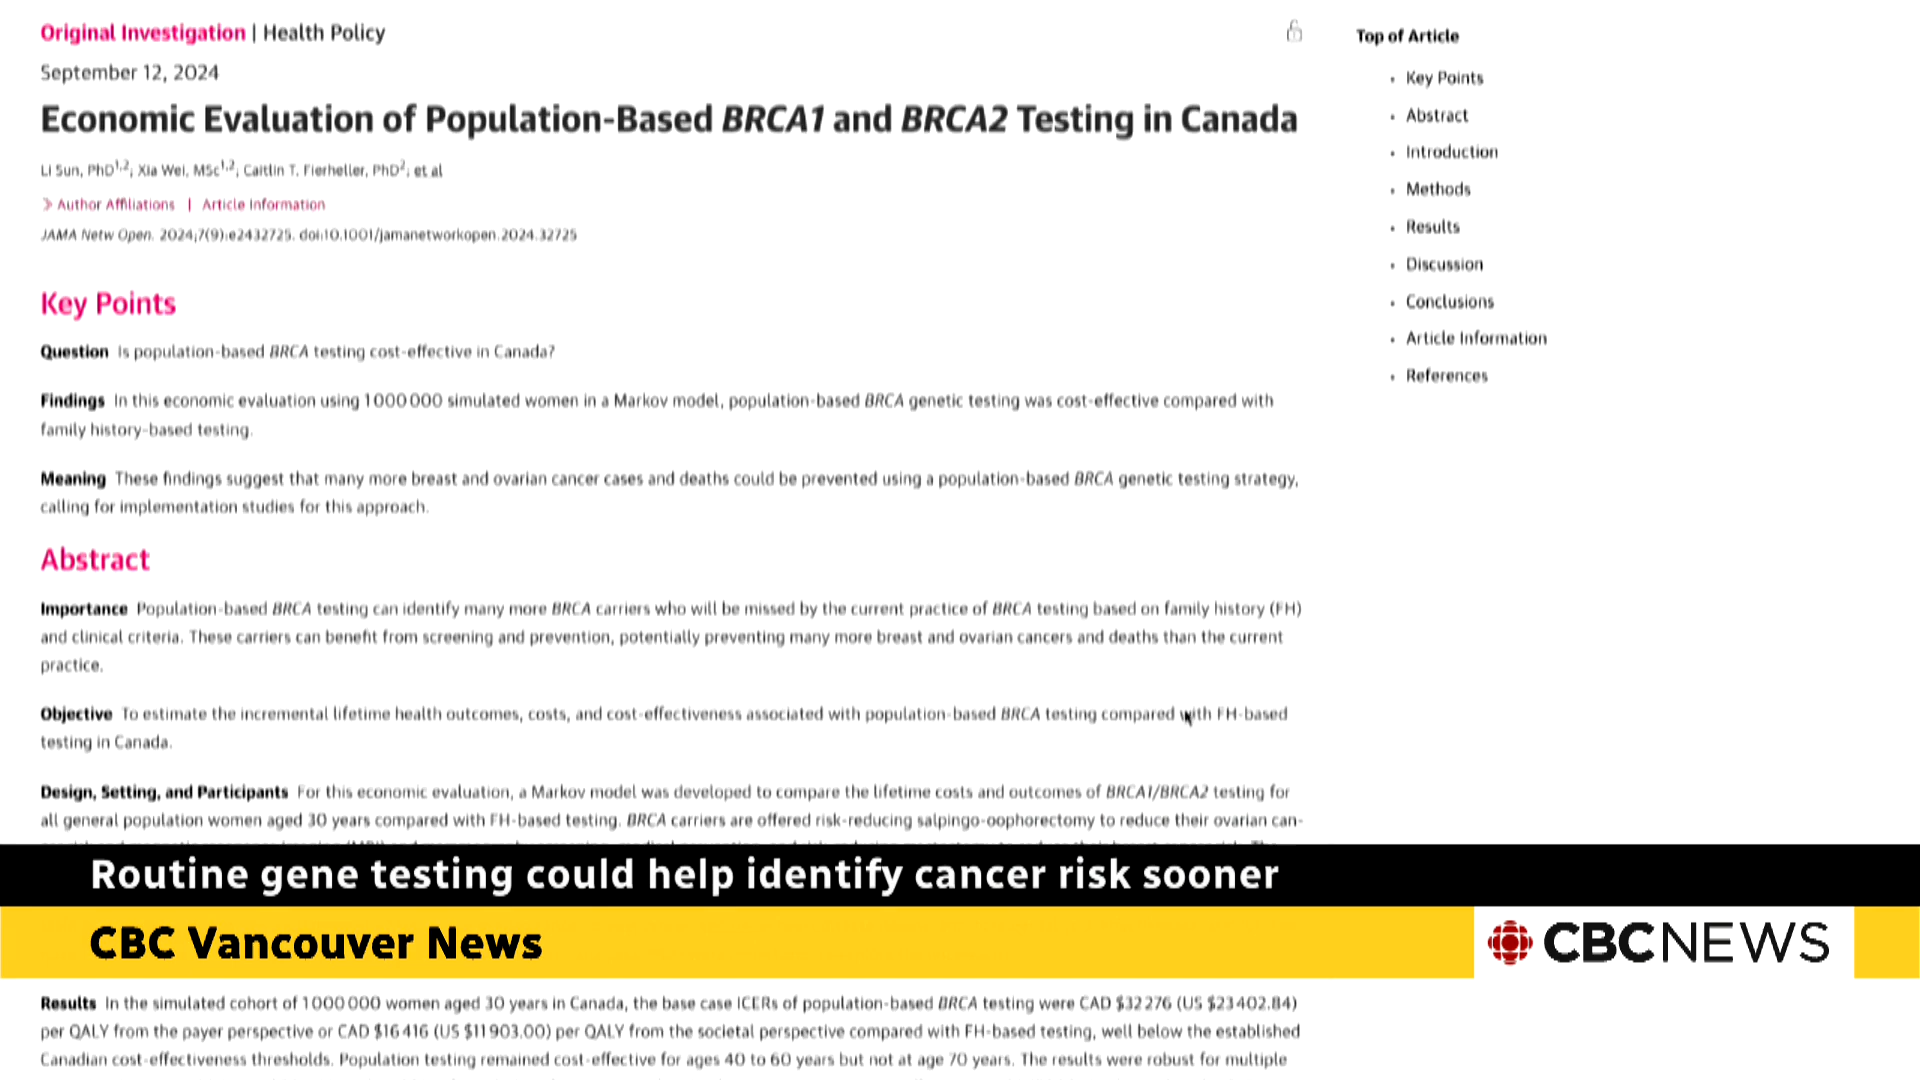 Original Investigation | Health Policy
September 12, 2024
Economic Evaluation of Population-Based BRCA1 and BRCA2 Testing in Canada
Li Sun, PhD1,2; Xia Wei, MSc1,2; Caitlin T. Fierheller, PhD2; et al
Author Affiliations | Article Information
JAMA Netw Open. 2024;7(9):e2432725. doi:10.1001/jamanetworkopen.2024.32725
Key Points
Question Is population-based BRCA testing cost-effective in Canada?
Findings In this economic evaluation using 1 000 000 simulated women in a Markov model, population-based BRCA genetic testing was cost-effective compared with
family history-based testing.
Meaning These findings suggest that many more breast and ovarian cancer cases and deaths could be prevented using a population-based BRCA genetic testing strategy,
calling for implementation studies for this approach.
Abstract
Importance Population-based BRCA testing can identify many more BRCA carriers who will be missed by the current practice of BRCA testing based on family history (FH)
and clinical criteria. These carriers can benefit from screening and prevention, potentially preventing many more breast and ovarian cancers and deaths than the current
practice.
Objective To estimate the incremental lifetime health outcomes, costs, and cost-effectiveness associated with population-based BRCA testing compared with FH-based
testing in Canada.
Design, Setting, and Participants For this economic evaluation, a Markov model was developed to compare the lifetime costs and outcomes of BRCA1/BRCA2 testing for
all general population women aged 30 years compared with FH-based testing. BRCA carriers are offered risk-reducing salpingo-oophorectomy to reduce their ovarian can-
Results In the simulated cohort of 1 000 000 women aged 30 years in Canada, the base case ICERs of population-based BRCA testing were CAD $32 276 (US $23 402.84)
per QALY from the payer perspective or CAD $16 416 (US $11 903.00) per QALY from the societal perspective compared with FH-based testing, well below the established
Canadian cost-effectiveness thresholds. Population testing remained cost-effective for ages 40 to 60 years but not at age 70 years. The results were robust for multiple
Top of Article
Key Points
Abstract
Introduction
Methods
Results
Discussion
Conclusions
Article Information
References
Routine gene testing could help identify cancer risk sooner
CBC Vancouver News
CBCNEWS